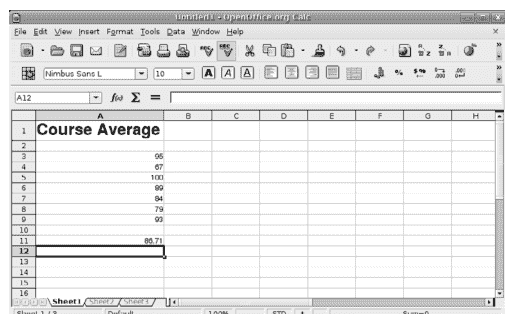 Untitled1 - OpenOffice.org Calc
File Edit View Insert Format Tools Data Window Help
Nimbus Sans L 10 A A A
A12 f(x) Σ =
A B C D E F G H
1 Course Average
2
3 95
4 67
5 100
6 89
7 84
8 79
9 93
10
11 86.71
12
13
14
15
16
Sheet1 Sheet2 Sheet3
Sheet 1 / 3 Default 100% STD Sum=0